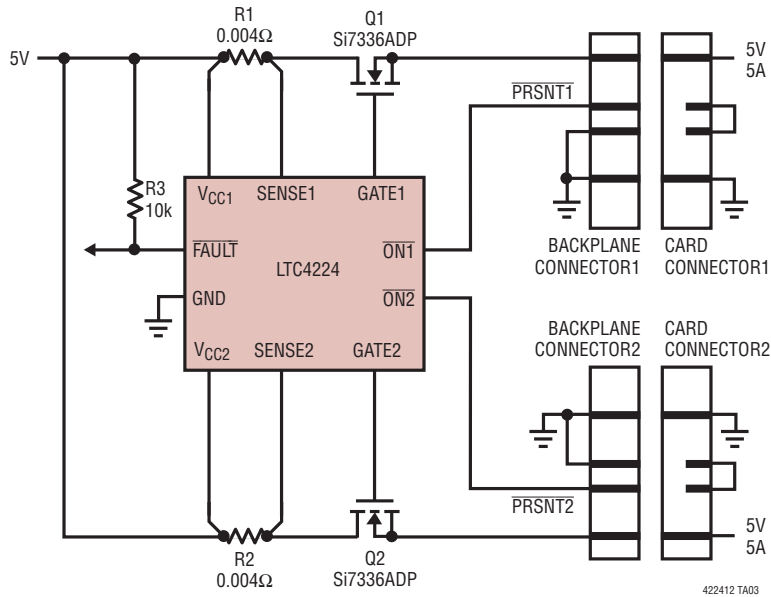 R1
0.004Ω
Q1
Si7336ADP
5V
5V
5A
PRSNT1
R3
10k
VCC1
SENSE1
GATE1
FAULT
LTC4224
ON1
GND
ON2
VCC2
SENSE2
GATE2
BACKPLANE
CONNECTOR1
CARD
CONNECTOR1
BACKPLANE
CONNECTOR2
CARD
CONNECTOR2
PRSNT2
5V
5A
R2
0.004Ω
Q2
Si7336ADP
422412 TA03